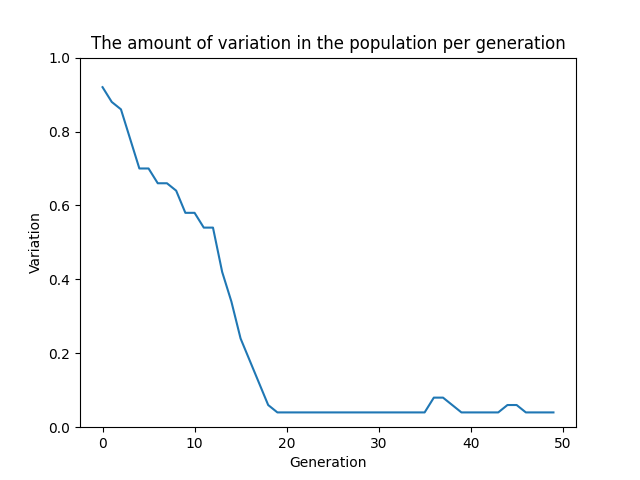 The amount of variation in the population per generation
1.0
0.8
0.6
0.4
0.2
0.0
Variation
0 10 20 30 40 50
Generation